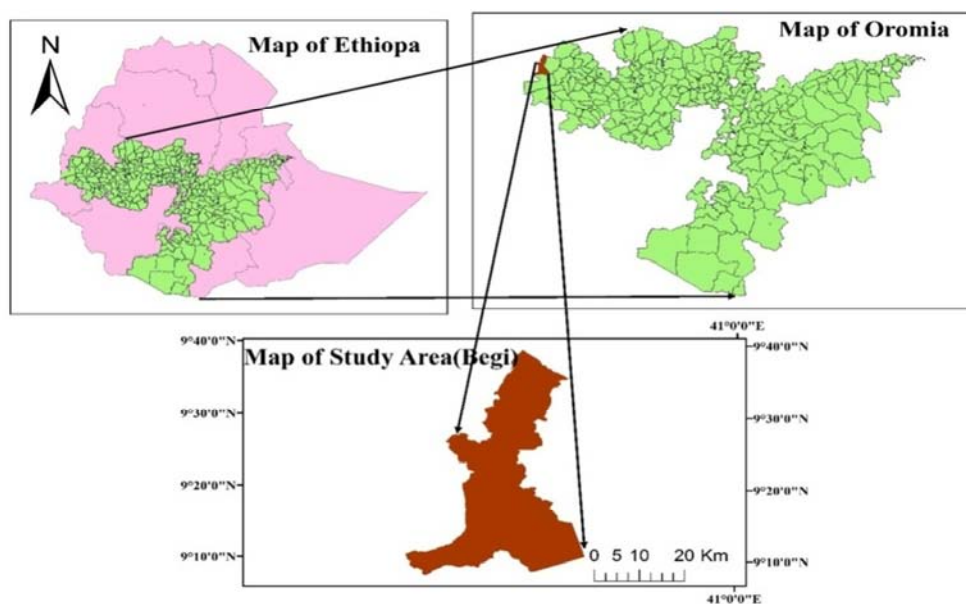 N
Map of Ethiopa
Map of Oromia
41°0'0"E
Map of Study Area(Begi)
9°40'0"N
9°30'0"N
9°20'0"N
9°10'0"N
9°40'0"N
9°30'0"N
9°20'0"N
9°10'0"N
0 5 10 20 Km
41°0'0"E